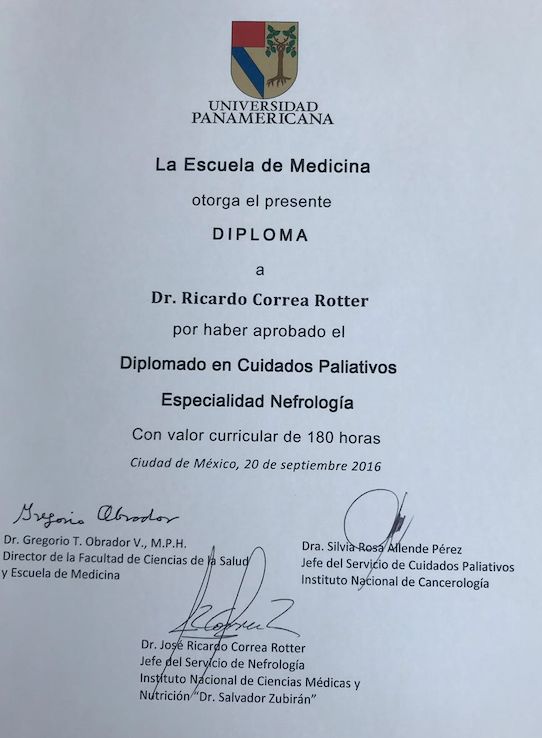 UNIVERSIDAD
PANAMERICANA
La Escuela de Medicina
otorga el presente
DIPLOMA
a
Dr. Ricardo Correa Rotter
por haber aprobado el
Diplomado en Cuidados Paliativos
Especialidad Nefrología
Con valor curricular de 180 horas
Ciudad de México, 20 de septiembre 2016
Gregorio Obrador
Dr. Gregorio T. Obrador V., M.P.H.
Director de la Facultad de Ciencias de la Salud
y Escuela de Medicina
Dra. Silvia Rosa Allende Pérez
Jefe del Servicio de Cuidados Paliativos
Instituto Nacional de Cancerología
Dr. José Ricardo Correa Rotter
Jefe del Servicio de Nefrología
Instituto Nacional de Ciencias Médicas y
Nutrición "Dr. Salvador Zubirán"